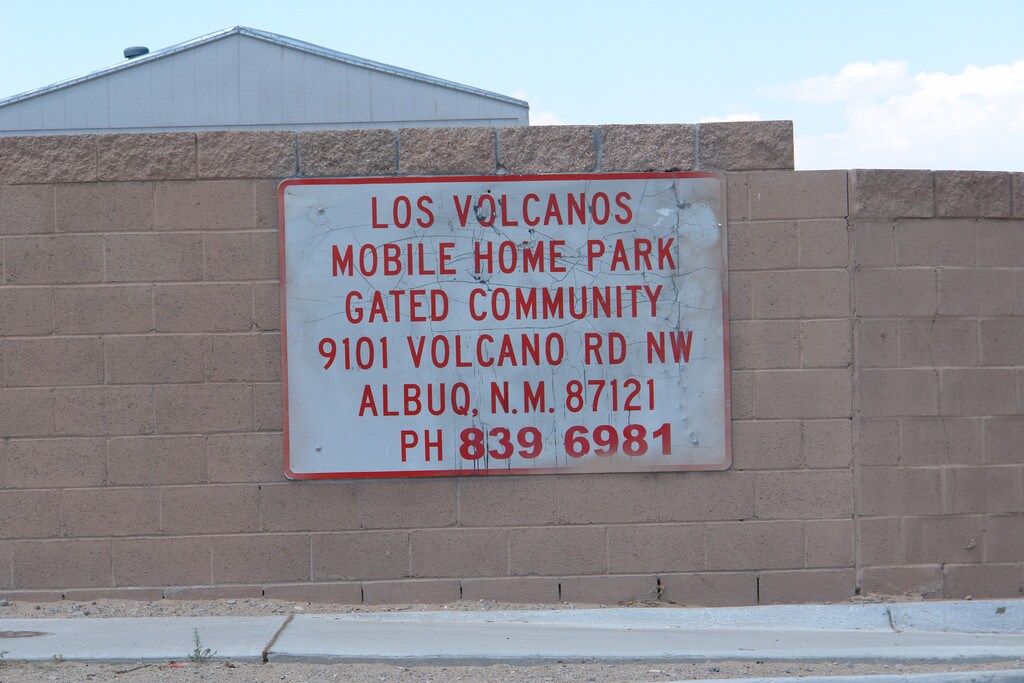 LOS VOLCANOS
MOBILE HOME PARK
GATED COMMUNITY
9101 VOLCANO RD NW
ALBUQ, N.M. 87121
PH 839 6981